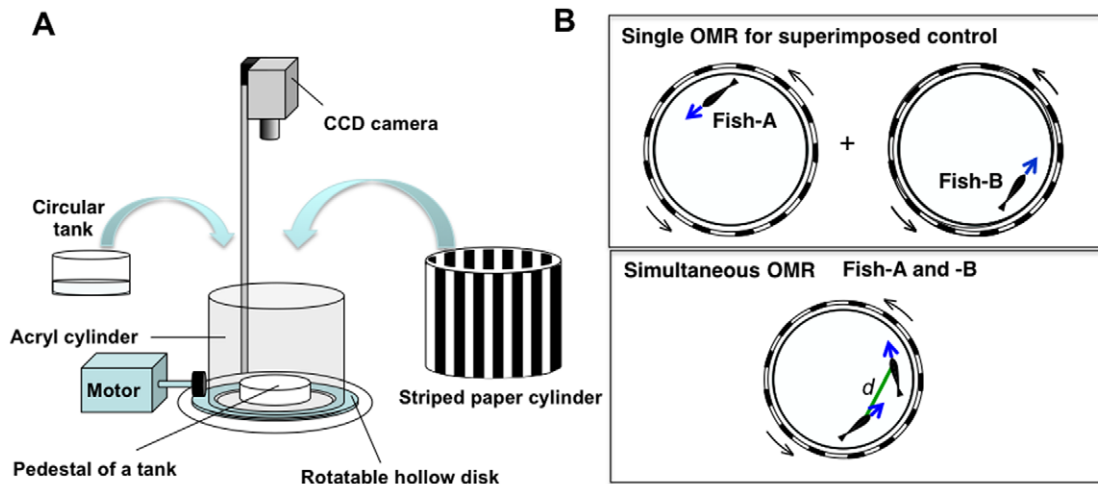 A
CCD camera
Circular
tank
Acryl cylinder
Motor
Striped paper cylinder
Pedestal of a tank
Rotatable hollow disk
B
Single OMR for superimposed control
Fish-A
+
Fish-B
Simultaneous OMR Fish-A and -B
d